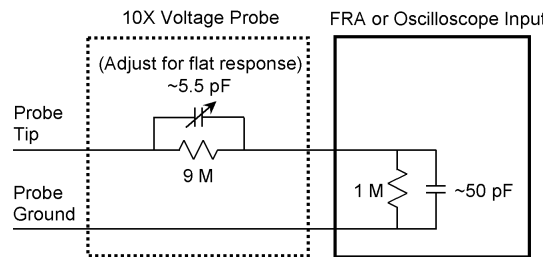 10X Voltage Probe
FRA or Oscilloscope Input
(Adjust for flat response)
~5.5 pF
Probe
Tip
9 M
1 M
~50 pF
Probe
Ground